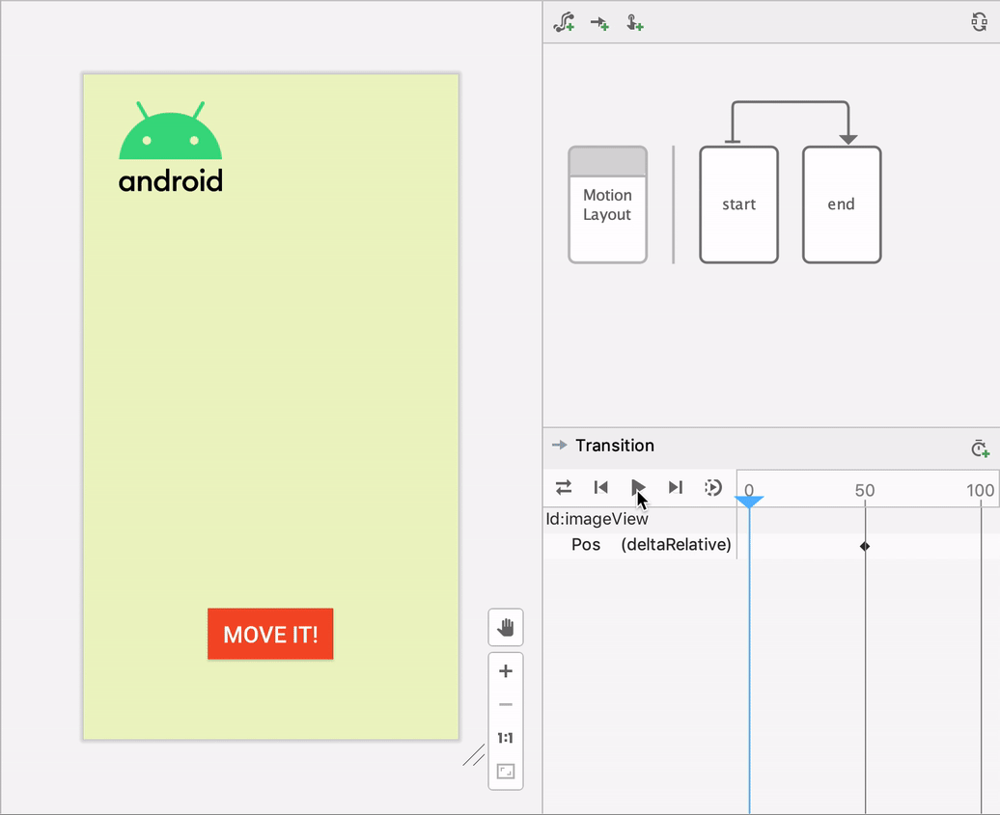 android
MOVE IT!
1:1
Motion
Layout
start
end
Transition
0
50
100
Id:imageView
Pos (deltaRelative)